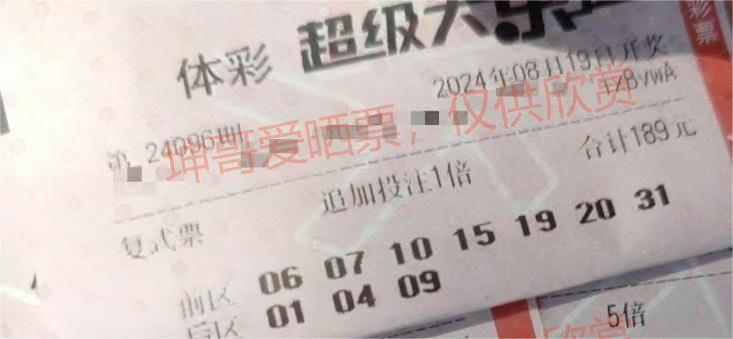 彩票
体彩 超级大乐
2024年08月19日开奖
第 24096期
坤哥爱晒票，仅供欣赏
合计189元
追加投注1倍
复式票
前区 06 07 10 15 19 20 31
后区 01 04 09
5倍
欣赏